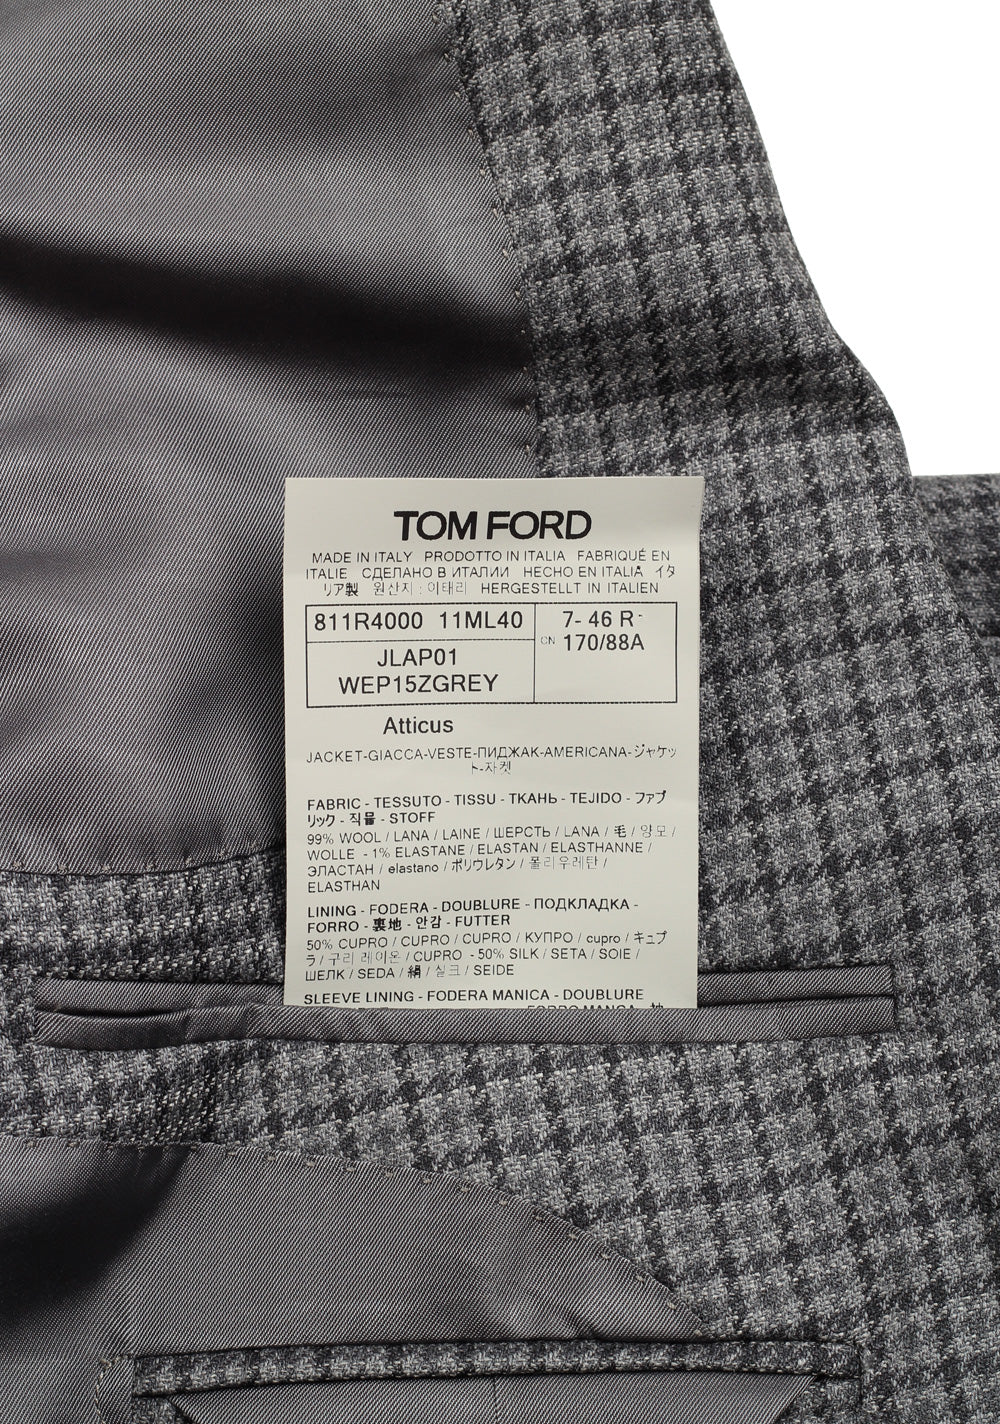 TOM FORD
MADE IN ITALY PRODOTTO IN ITALIA FABRIQUÉ EN
ITALIE СДЕЛАНО В ИТАЛИИ HECHO EN ITALIA イタ
リア製 원산지 : 이태리 HERGESTELLT IN ITALIEN
811R4000 11ML40
7- 46 R-
CN 170/88A
JLAP01
WEP15ZGREY
Atticus
JACKET-GIACCA-VESTE-ПИДЖАК-AMERICANA-ジャケッ
ト-자켓
FABRIC - TESSUTO - TISSU - ТКАНЬ - TEJIDO - ファブ
リック - 직물 - STOFF
99% WOOL / LANA / LAINE / ШЕРСТЬ / LANA / 毛 / 양모 /
WOLLE - 1% ELASTANE / ELASTAN / ELASTHANNE /
ЭЛАСТАН / elastano / ポリウレタン / 폴리우레탄 /
ELASTHAN
LINING - FODERA - DOUBLURE - ПОДКЛАДКА -
FORRO - 裏地 - 안감 - FUTTER
50% CUPRO / CUPRO / CUPRO / КУПРО / cupro / キュプ
ラ / 구리 레이온 / CUPRO - 50% SILK / SETA / SOIE /
ШЕЛК / SEDA / 絹 / 실크 / SEIDE
SLEEVE LINING - FODERA MANICA - DOUBLURE
FORRO MANGA